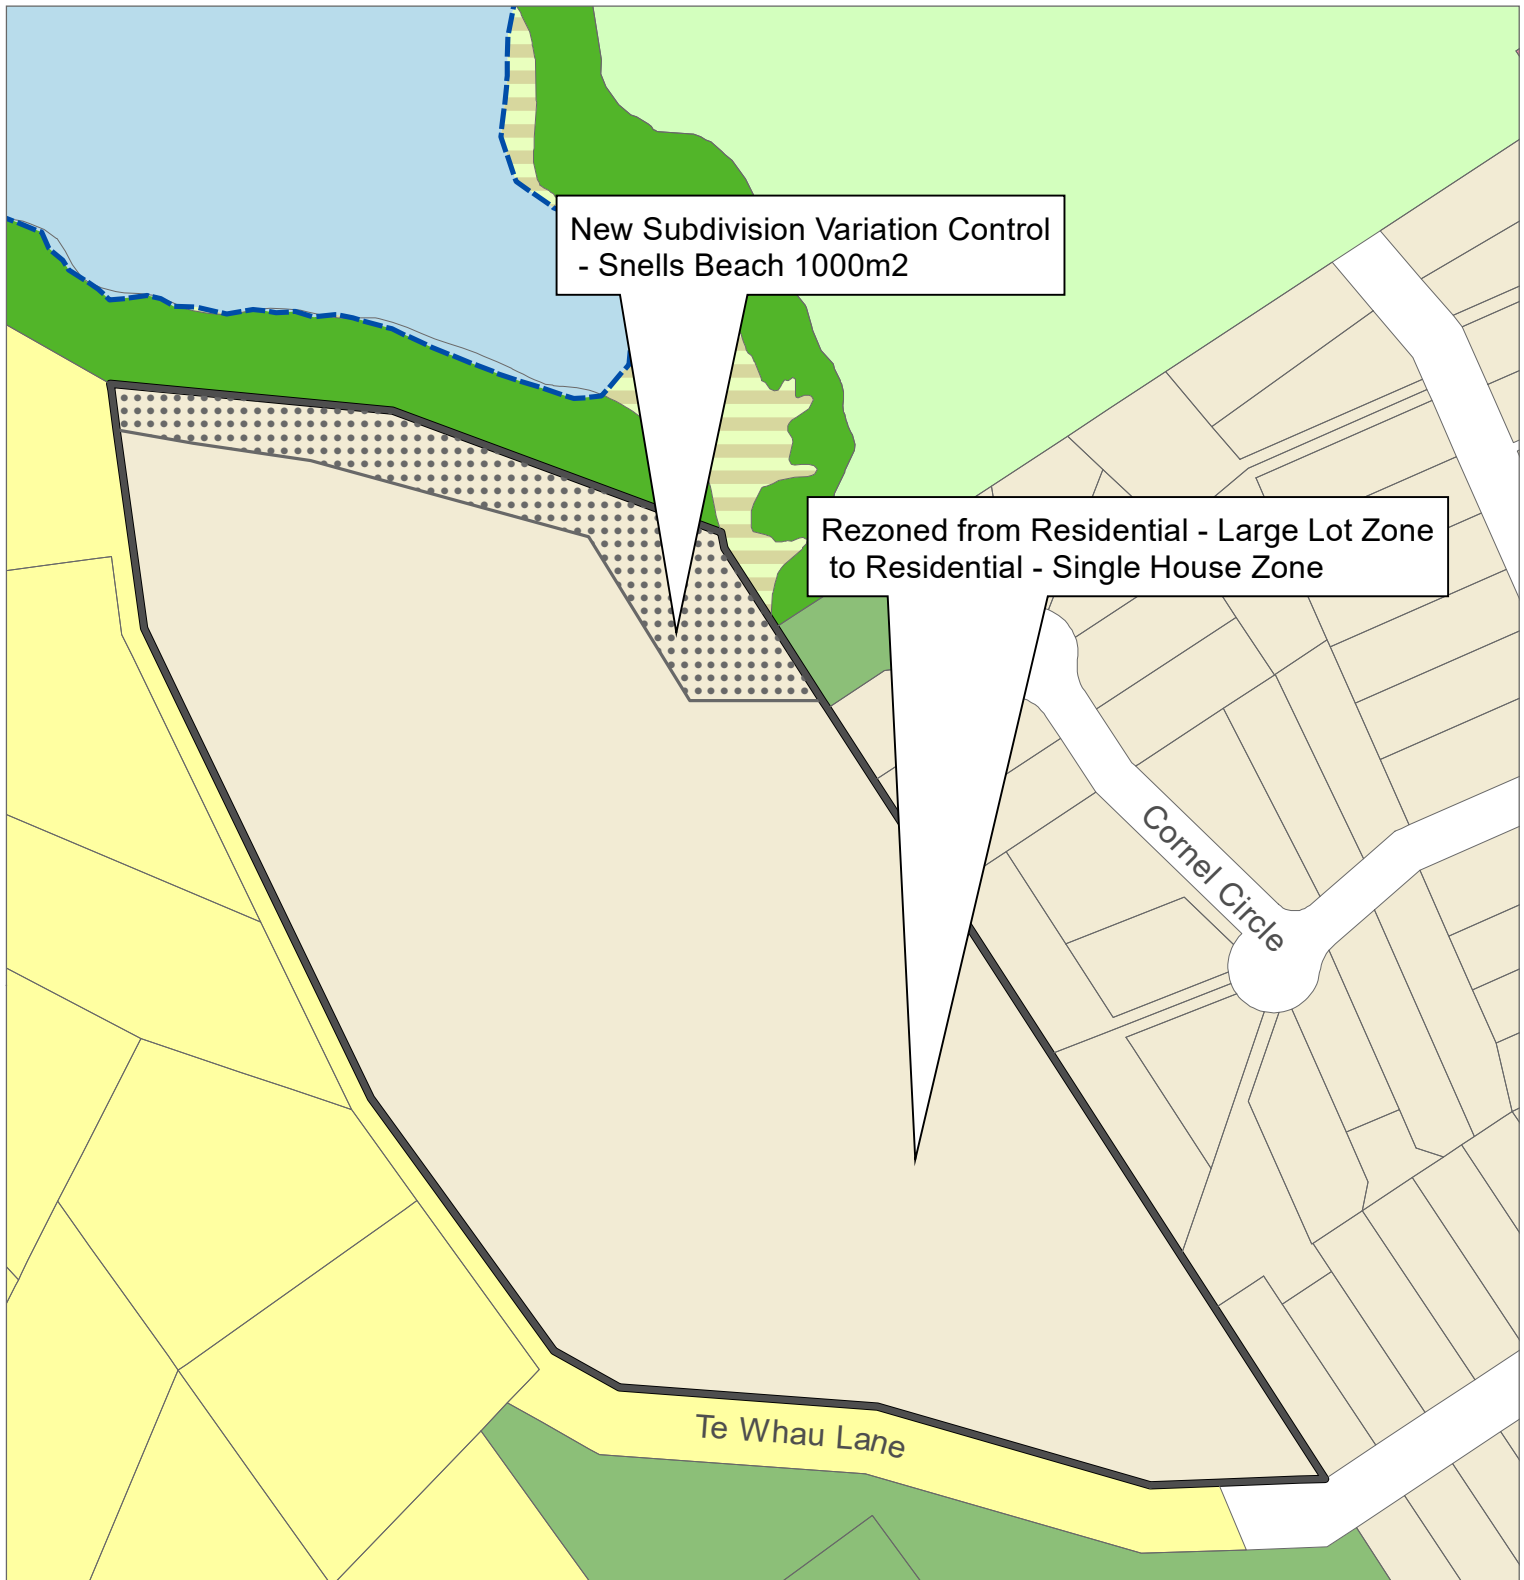 New Subdivision Variation Control
- Snells Beach 1000m2
Rezoned from Residential - Large Lot Zone
to Residential - Single House Zone
Cornel Circle
Te Whau Lane